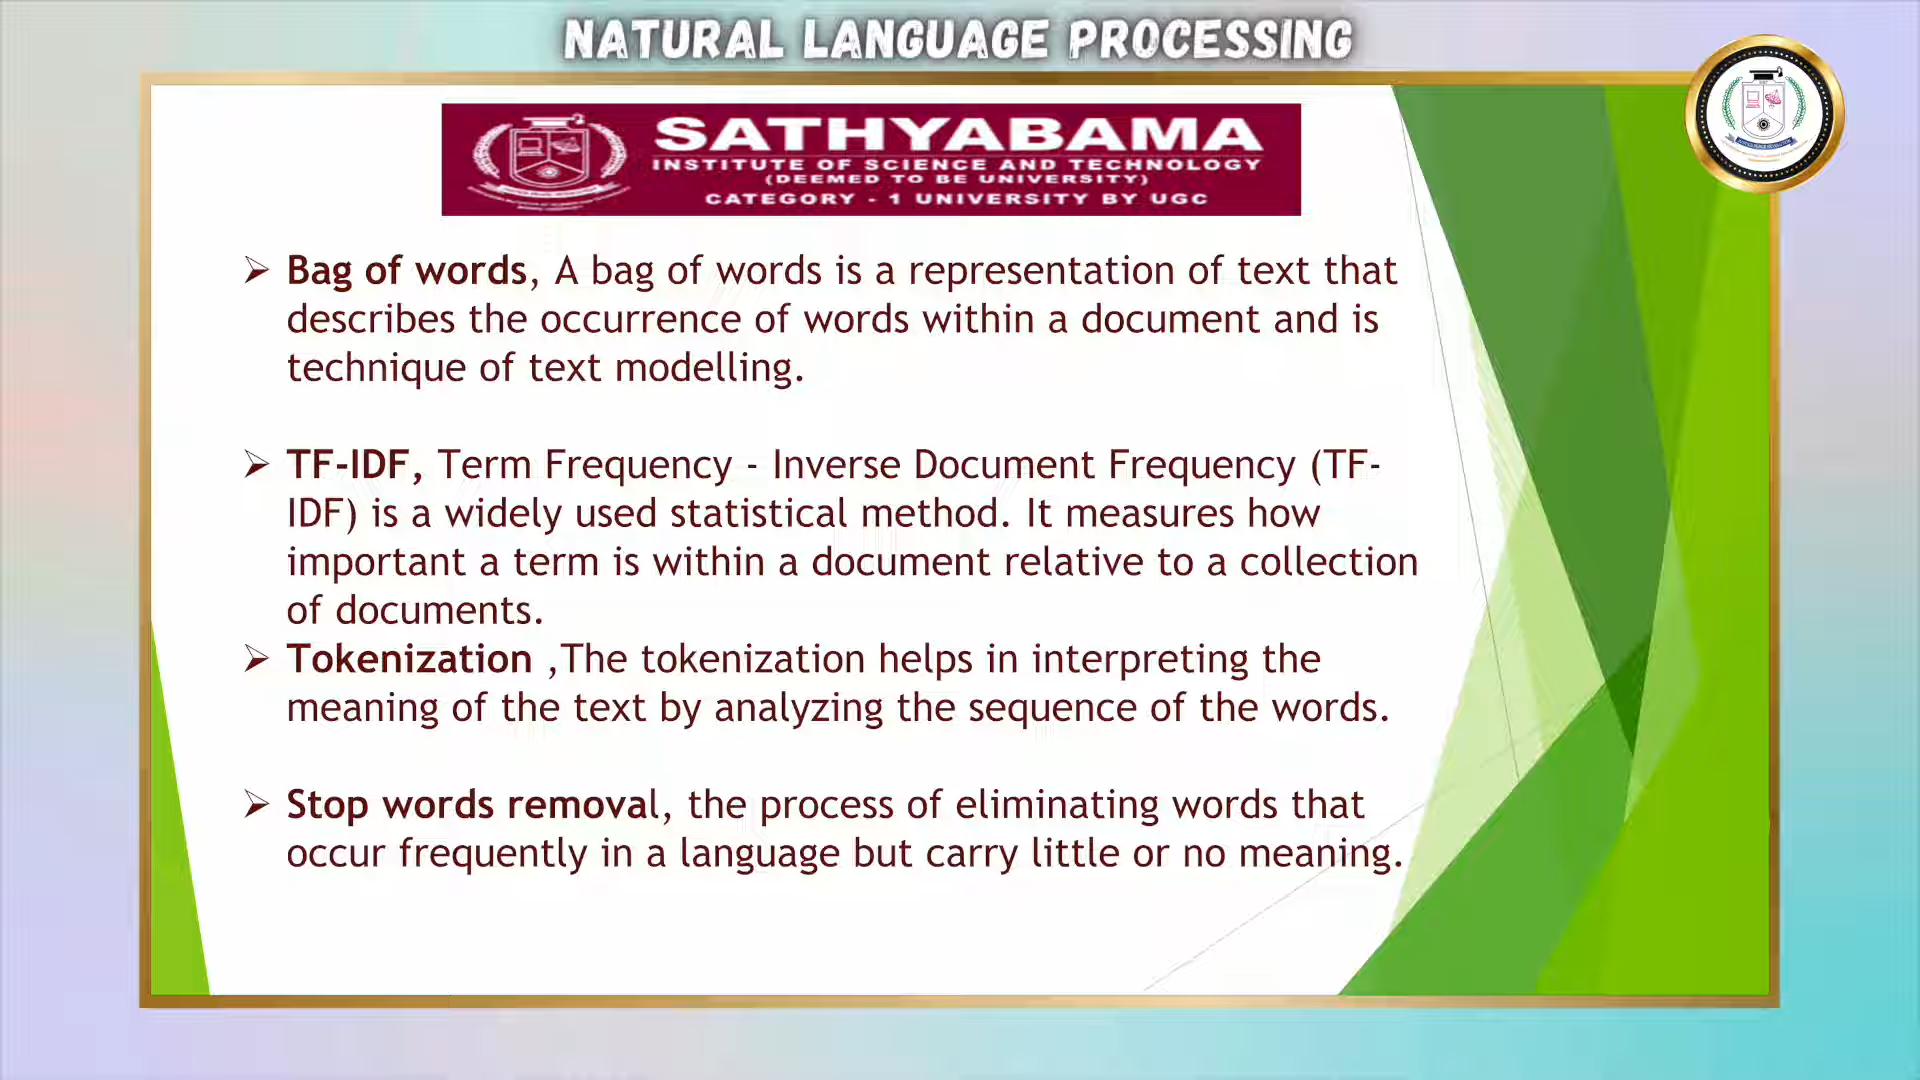 NATURAL LANGUAGE PROCESSING
SATHYABAMA
INSTITUTE OF SCIENCE AND TECHNOLOGY
(DEEMED TO BE UNIVERSITY)
CATEGORY - 1 UNIVERSITY BY UGC
➢ Bag of words, A bag of words is a representation of text that
describes the occurrence of words within a document and is
technique of text modelling.
➢ TF-IDF, Term Frequency - Inverse Document Frequency (TF-
IDF) is a widely used statistical method. It measures how
important a term is within a document relative to a collection
of documents.
➢ Tokenization ,The tokenization helps in interpreting the
meaning of the text by analyzing the sequence of the words.
➢ Stop words removal, the process of eliminating words that
occur frequently in a language but carry little or no meaning.